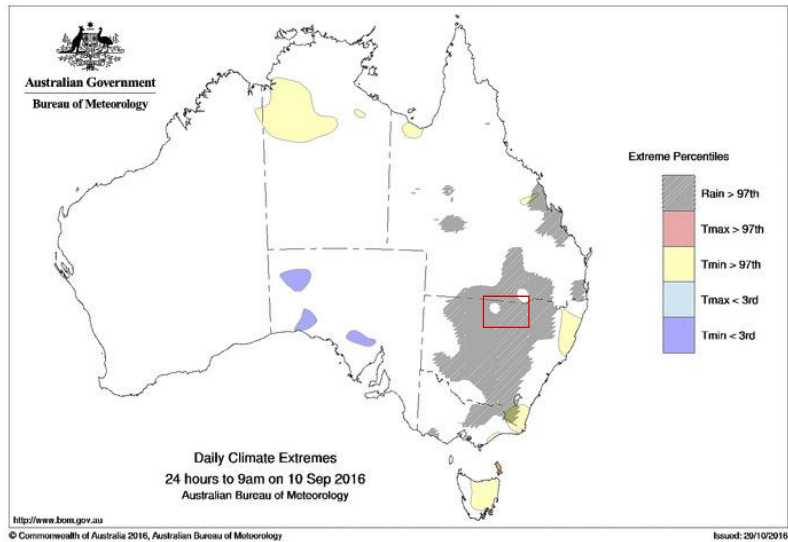 Australian Government
Bureau of Meteorology
Extreme Percentiles
Rain > 97th
Tmax > 97th
Tmin > 97th
Tmax < 3rd
Tmin < 3rd
Daily Climate Extremes
24 hours to 9am on 10 Sep 2016
Australian Bureau of Meteorology
http://www.bom.gov.au
© Commonwealth of Australia 2016, Australian Bureau of Meteorology
Issued: 20/10/2016